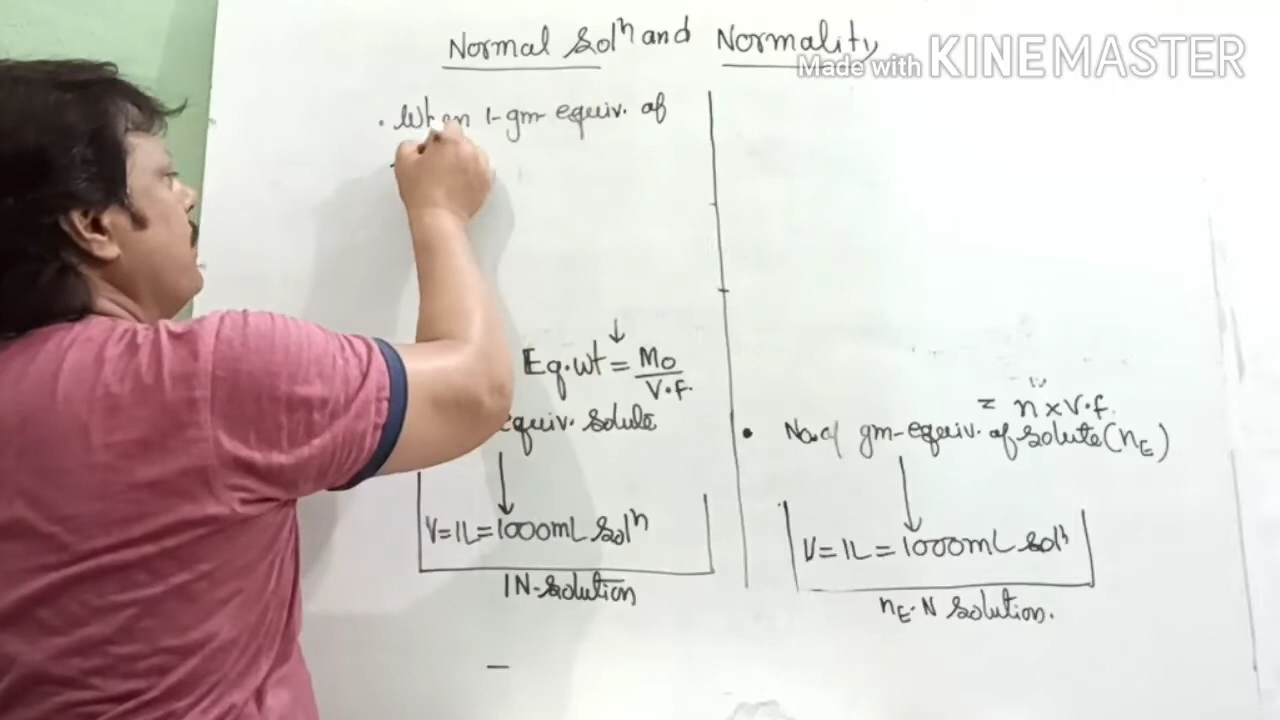 Normal Solⁿ and Normality
Made with KINEMASTER
. When 1-gm equiv. of
↓
Eq.wt = M₀/V.f.
equiv. solute
↓
V=1L=1000mL Solⁿ
1N-Solution
= n×V.f.
• No. of gm-equiv. of Solute (nE)
↓
V=1L=1000mL solⁿ
nE.N Solution.